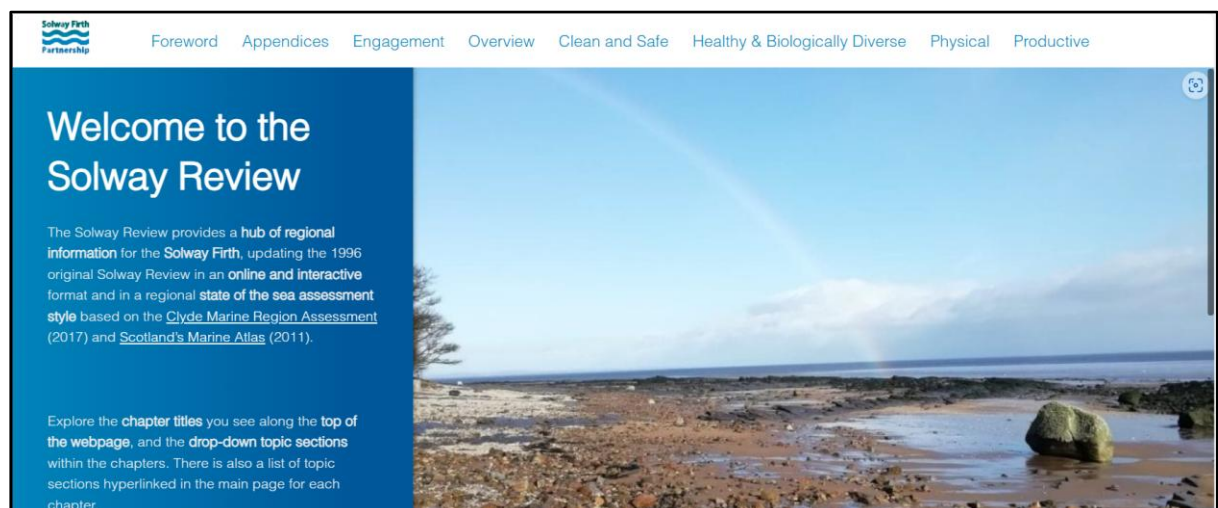 Solway Firth
Partnership
Foreword Appendices Engagement Overview Clean and Safe Healthy & Biologically Diverse Physical Productive
Welcome to the
Solway Review
The Solway Review provides a hub of regional
information for the Solway Firth, updating the 1996
original Solway Review in an online and interactive
format and in a regional state of the sea assessment
style based on the Clyde Marine Region Assessment
(2017) and Scotland's Marine Atlas (2011).
Explore the chapter titles you see along the top of
the webpage, and the drop-down topic sections
within the chapters. There is also a list of topic
sections hyperlinked in the main page for each
chapter.